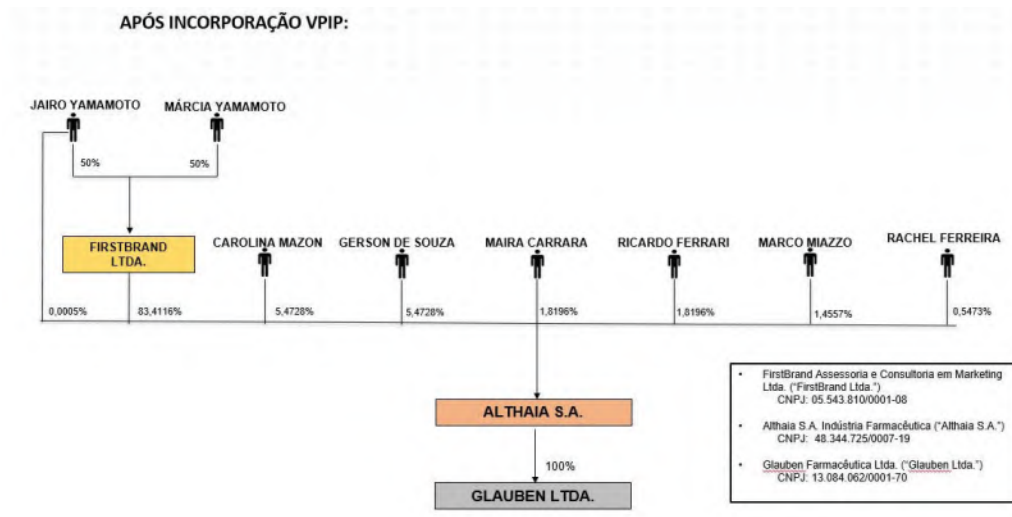 APÓS INCORPORAÇÃO VPIP:
JAIRO YAMAMOTO
MÁRCIA YAMAMOTO
50%
50%
FIRSTBRAND
LTDA.
CAROLINA MAZON
GERSON DE SOUZA
MAIRA CARRARA
RICARDO FERRARI
MARCO MIAZZO
RACHEL FERREIRA
0,0005%
83,4116%
5,4728%
5,4728%
1,8196%
1,8196%
1,4557%
0,5473%
ALTHAIA S.A.
100%
GLAUBEN LTDA.
• FirstBrand Assessoria e Consultoria em Marketing
Ltda. ("FirstBrand Ltda.")
CNPJ: 05.543.810/0001-08
• Althaia S.A. Indústria Farmacêutica ("Althaia S.A.")
CNPJ: 48.344.725/0007-19
• Glauben Farmacêutica Ltda. ("Glauben Ltda.")
CNPJ: 13.084.062/0001-70